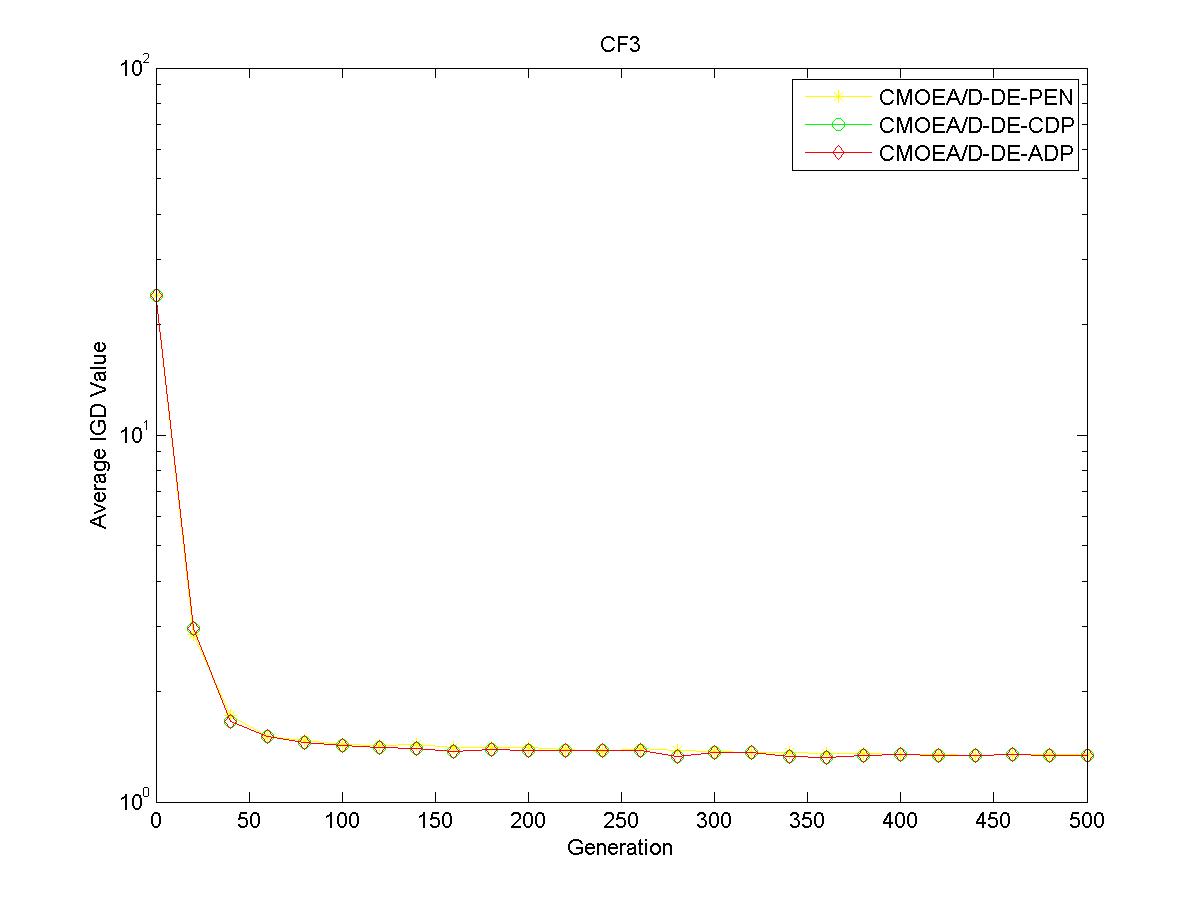 CF3
10^2
10^1
10^0
Average IGD Value
CMOEA/D-DE-PEN
CMOEA/D-DE-CDP
CMOEA/D-DE-ADP
0 50 100 150 200 250 300 350 400 450 500
Generation